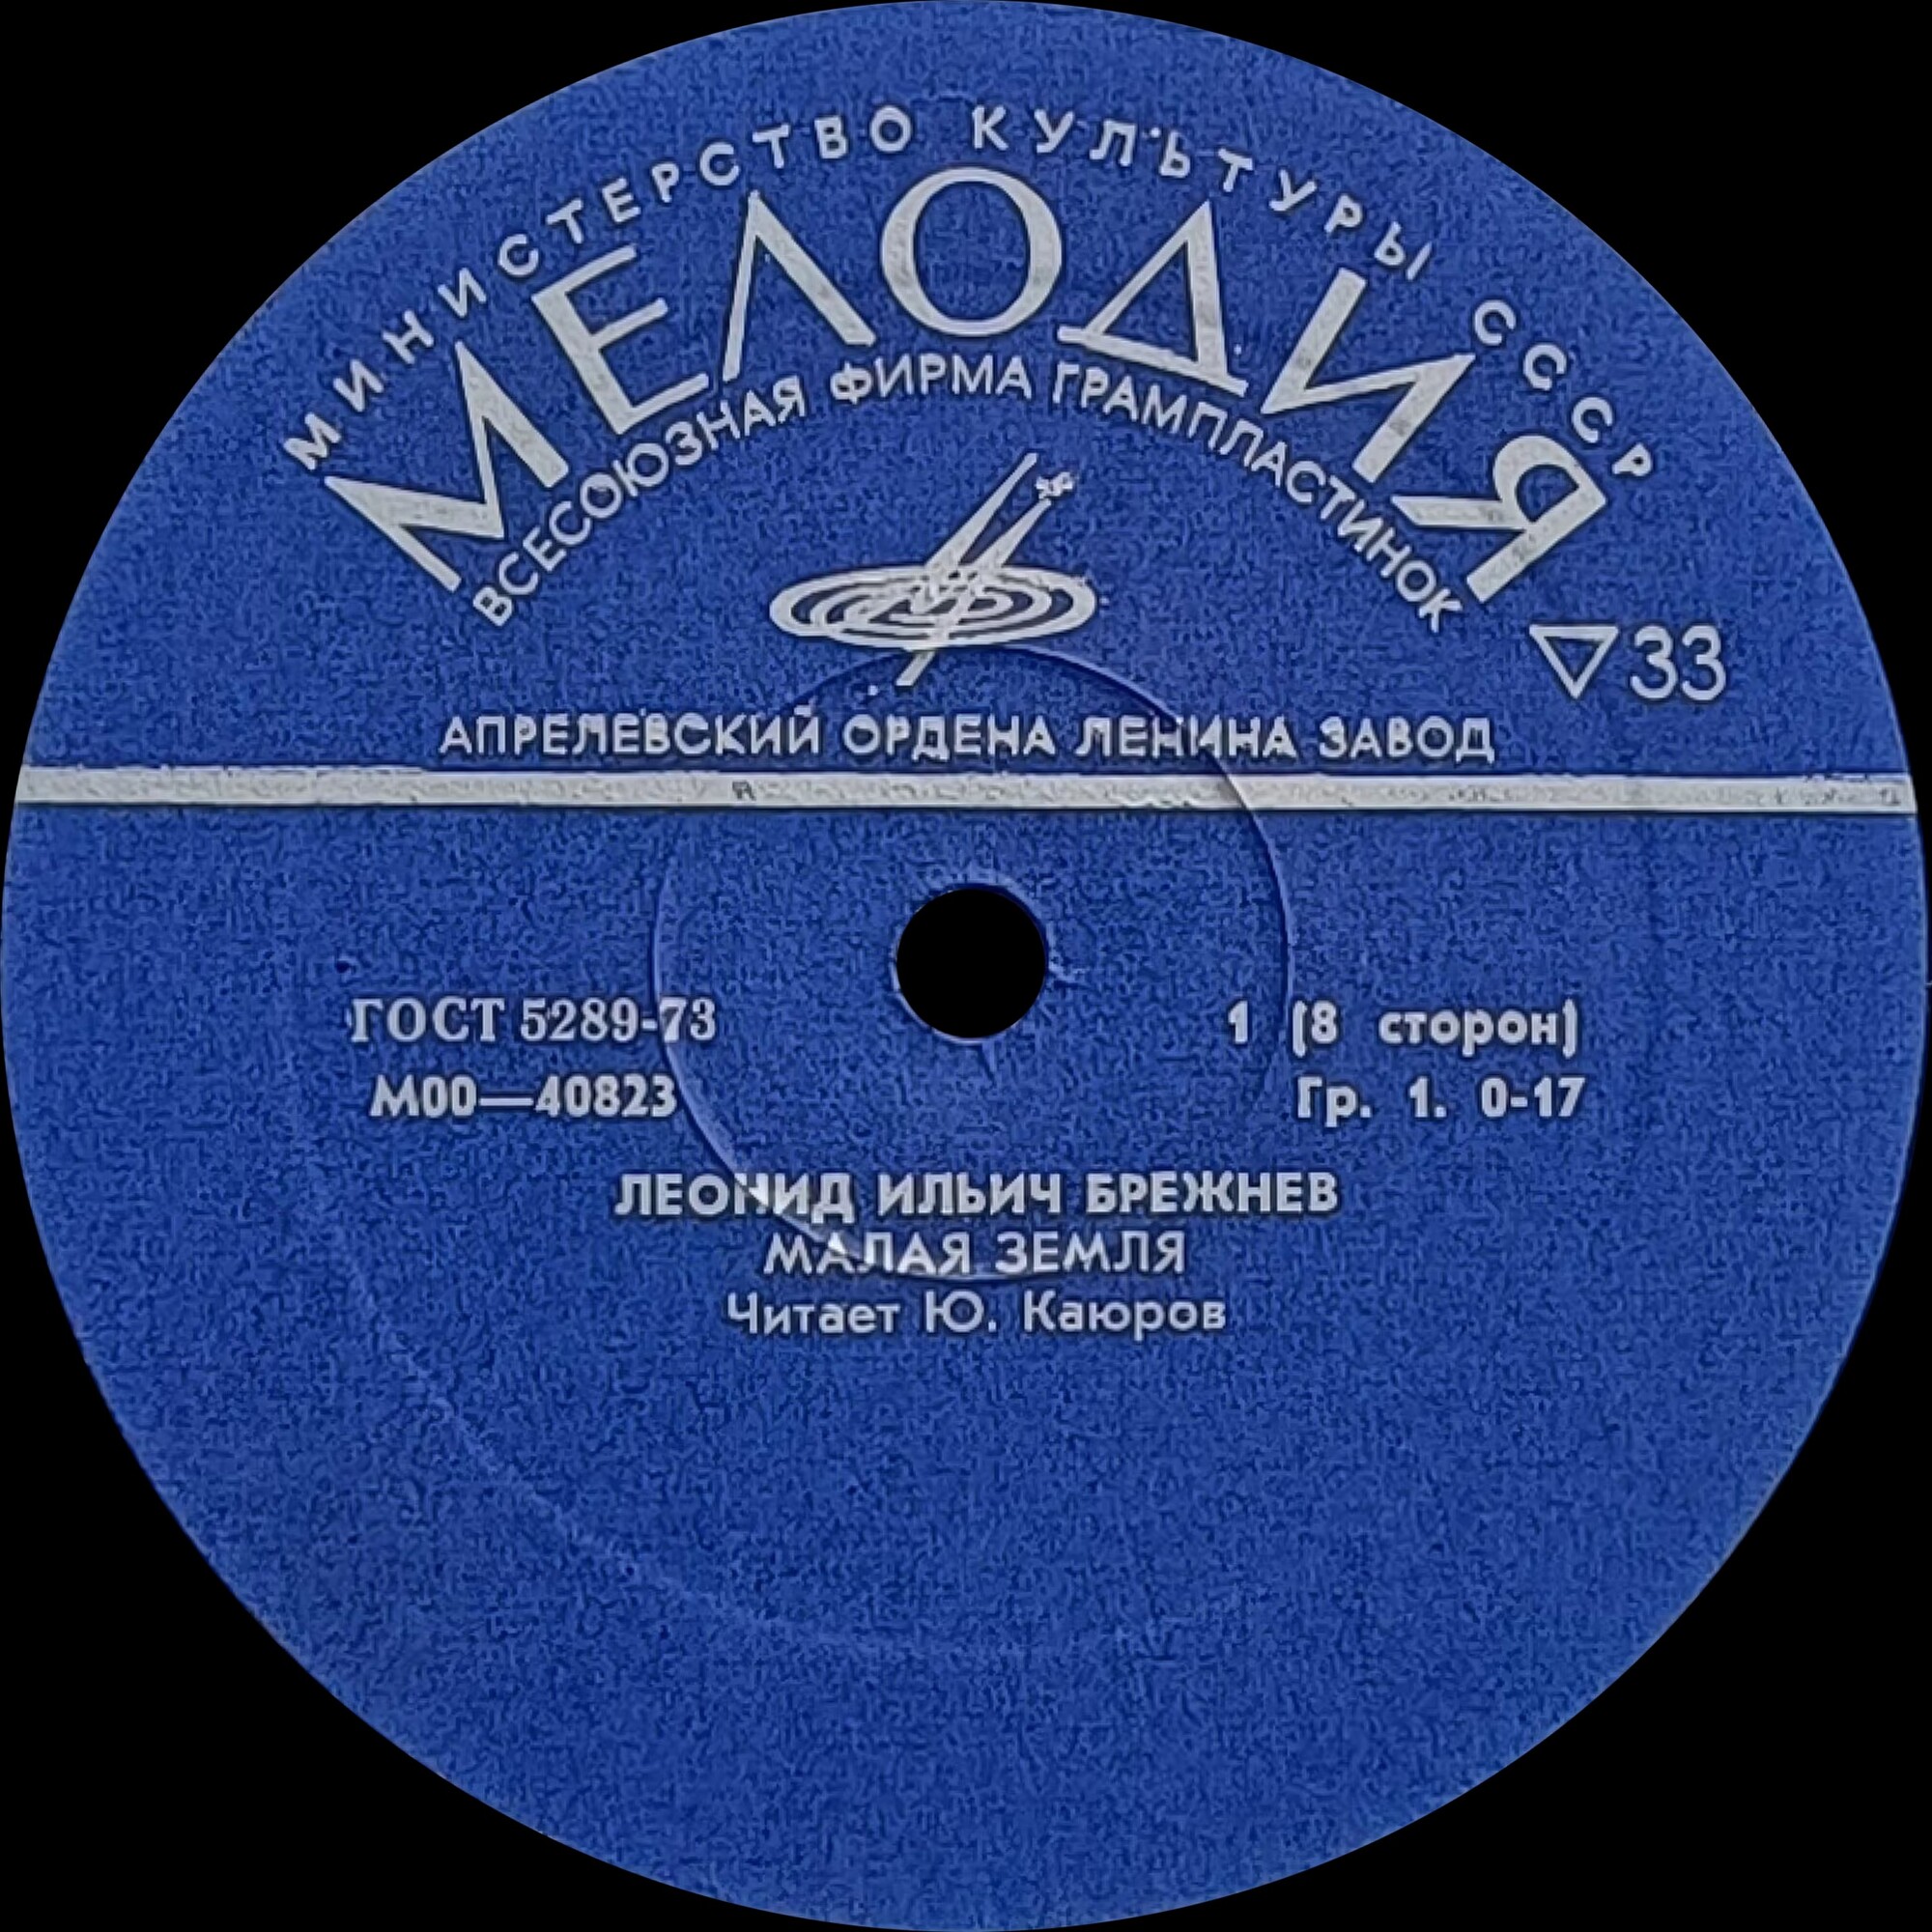 МИНИСТЕРСТВО КУЛЬТУРЫ СССР
МЕЛОДИЯ
ВСЕСОЮЗНАЯ ФИРМА ГРАМПЛАСТИНОК
33
АПРЕЛЕВСКИЙ ОРДЕНА ЛЕНИНА ЗАВОД
ГОСТ 5289-73 1 (8 сторон)
М00—40823 Гр. 1. 0-17
ЛЕОНИД ИЛЬИЧ БРЕЖНЕВ
МАЛАЯ ЗЕМЛЯ
Читает Ю. Каюров